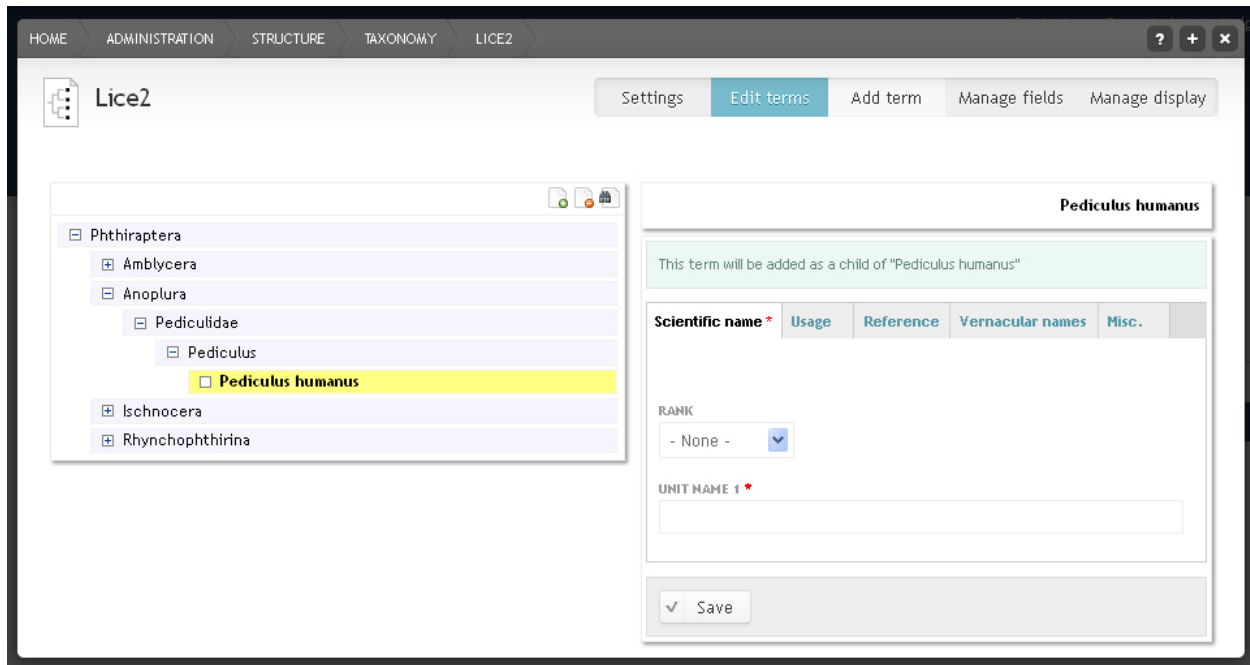 HOME ADMINISTRATION STRUCTURE TAXONOMY LICE2 ? + ×
Lice2
Settings Edit terms Add term Manage fields Manage display
Phthiraptera
Amblycera
Anoplura
Pediculidae
Pediculus
Pediculus humanus
Ischnocera
Rhynchophthirina
Pediculus humanus
This term will be added as a child of "Pediculus humanus"
Scientific name * Usage Reference Vernacular names Misc.
RANK
- None -
UNIT NAME 1 *
Save